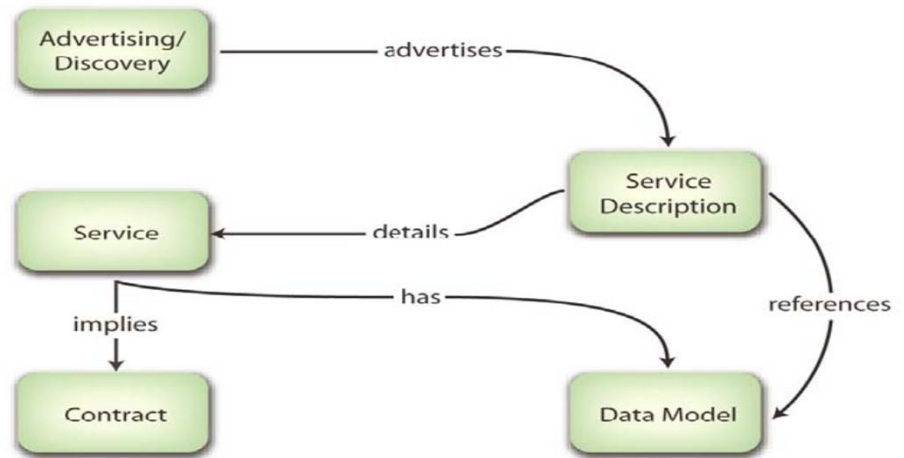 Advertising/
Discovery
advertises
Service
Description
Service
details
has
references
implies
Contract
Data Model